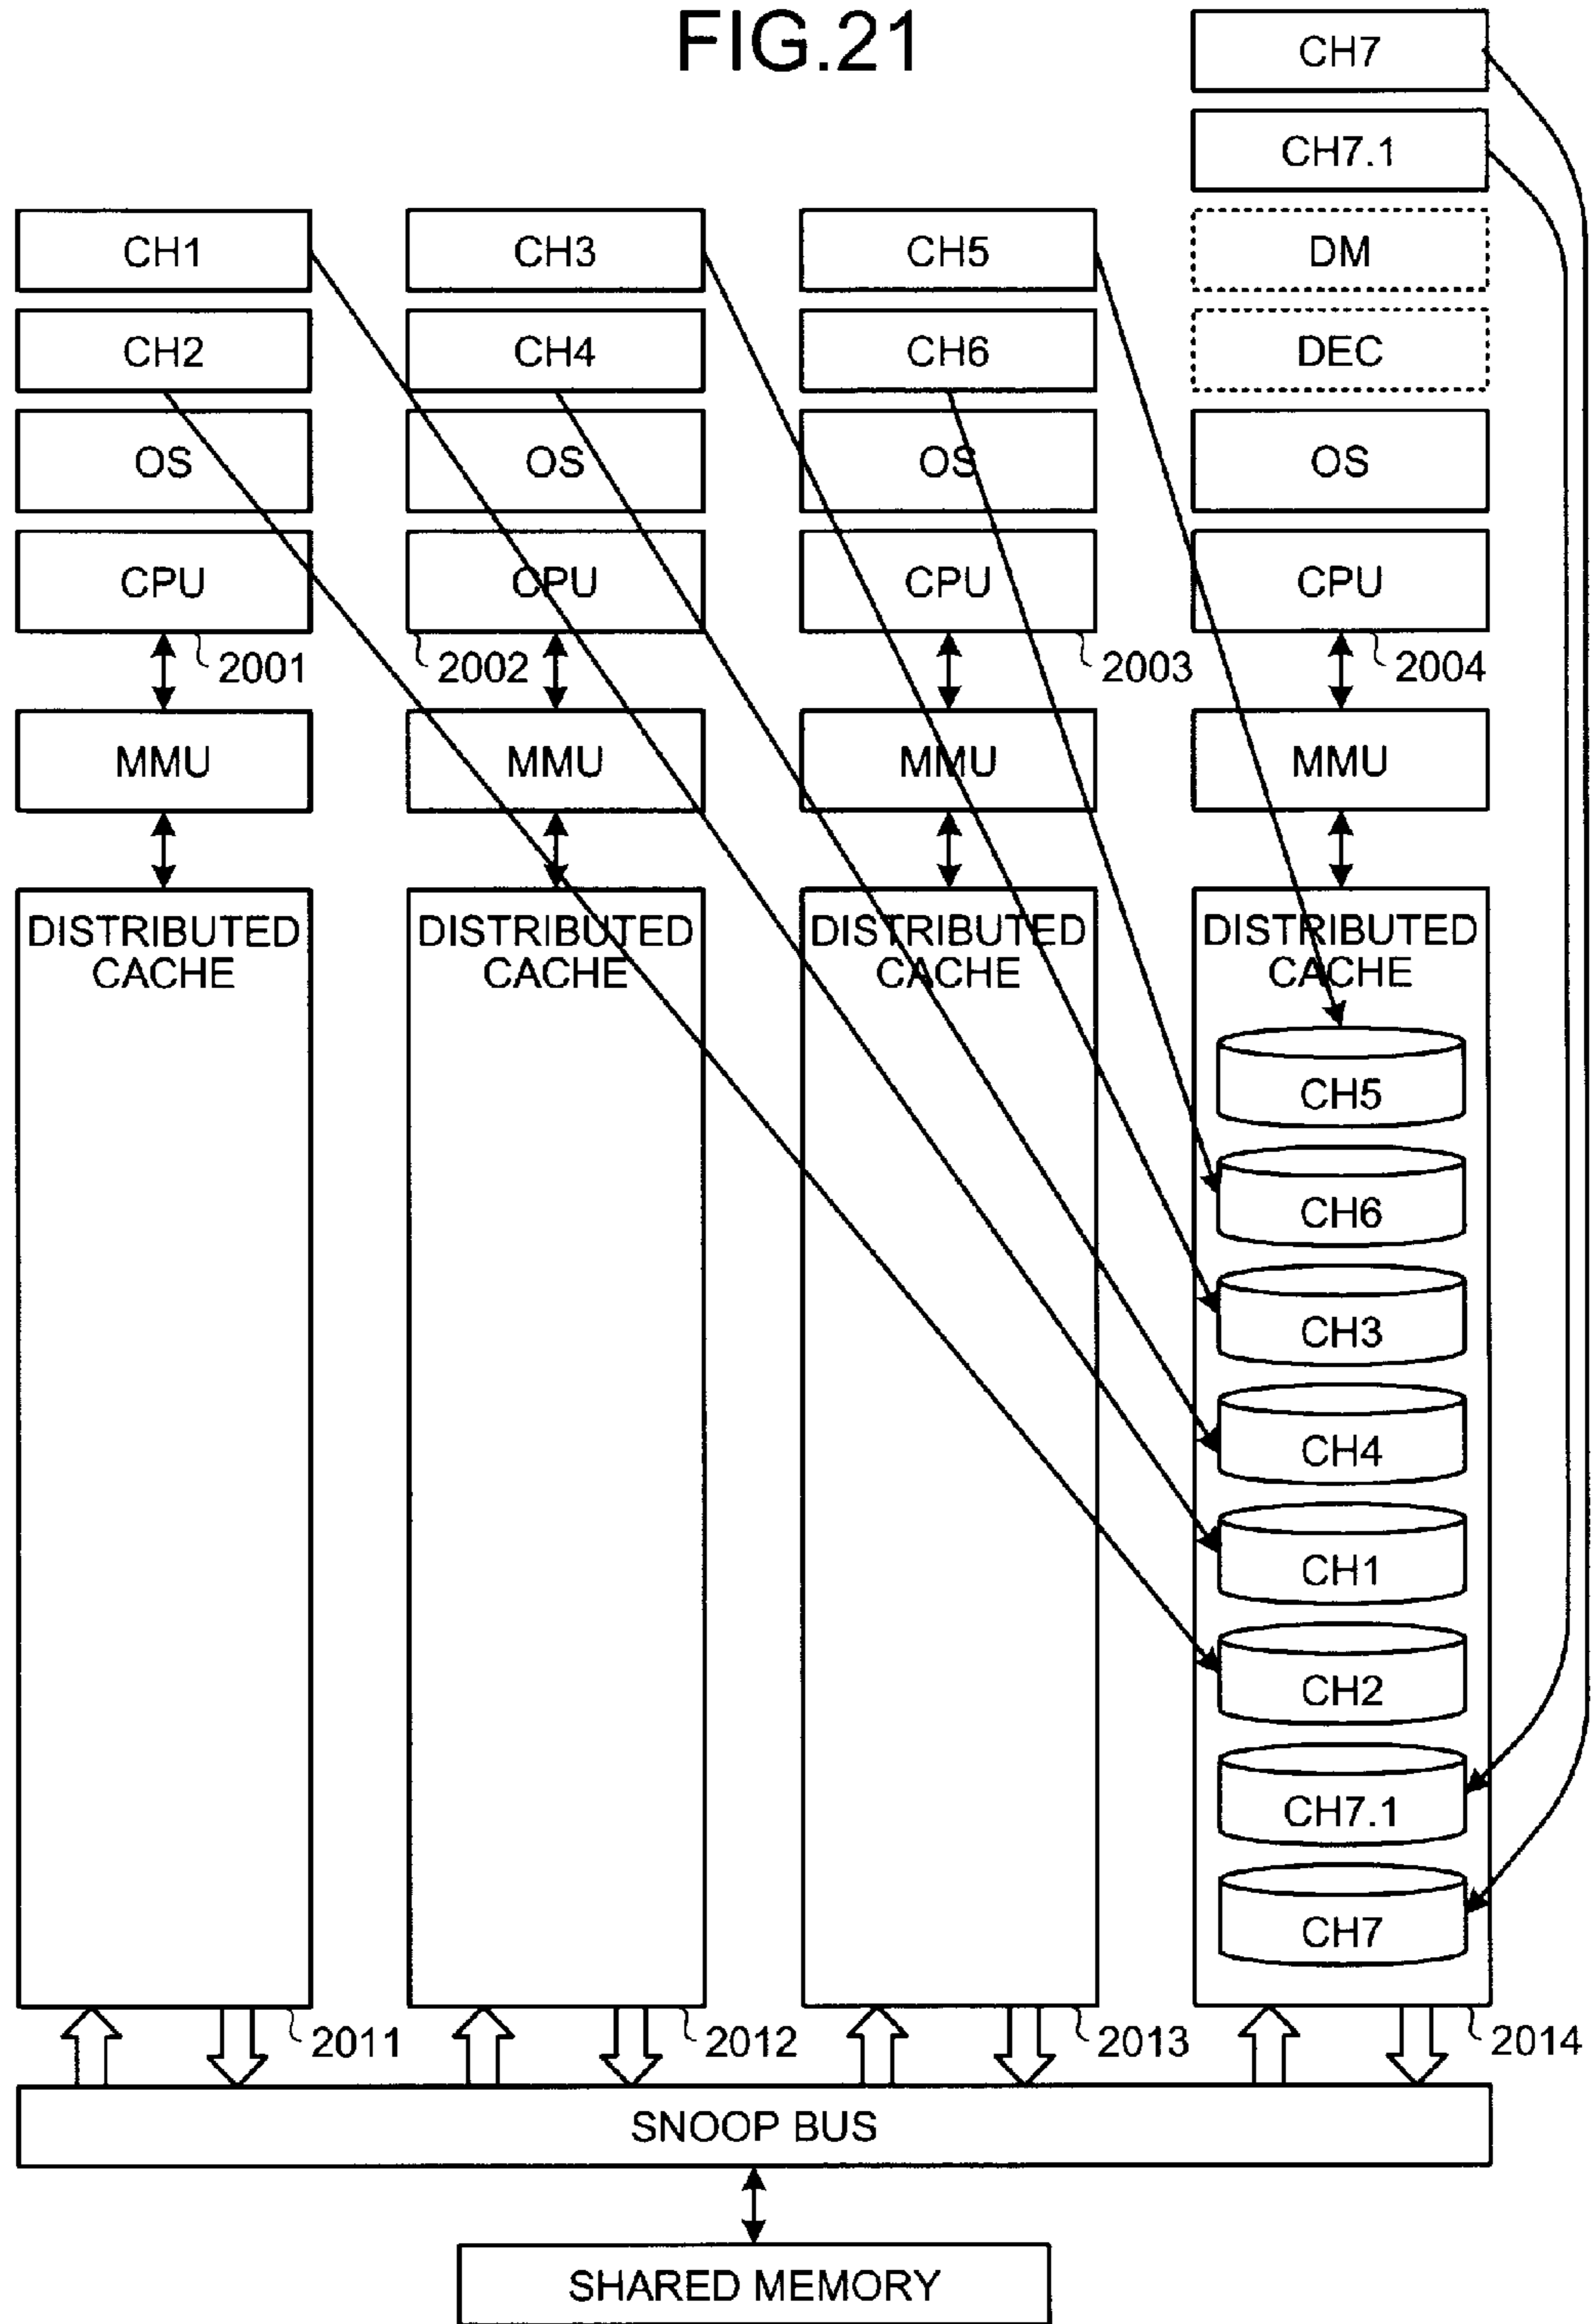 FIG.21
CH7
CH7.1
CH1
CH3
CH5
DM
CH2
CH4
CH6
DEC
OS
OS
OS
OS
CPU
CPU
CPU
CPU
2001
2002
2003
2004
MMU
MMU
MMU
MMU
DISTRIBUTED
CACHE
DISTRIBUTED
CACHE
DISTRIBUTED
CACHE
DISTRIBUTED
CACHE
CH5
CH6
CH3
CH4
CH1
CH2
CH7.1
CH7
2011
2012
2013
2014
SNOOP BUS
SHARED MEMORY